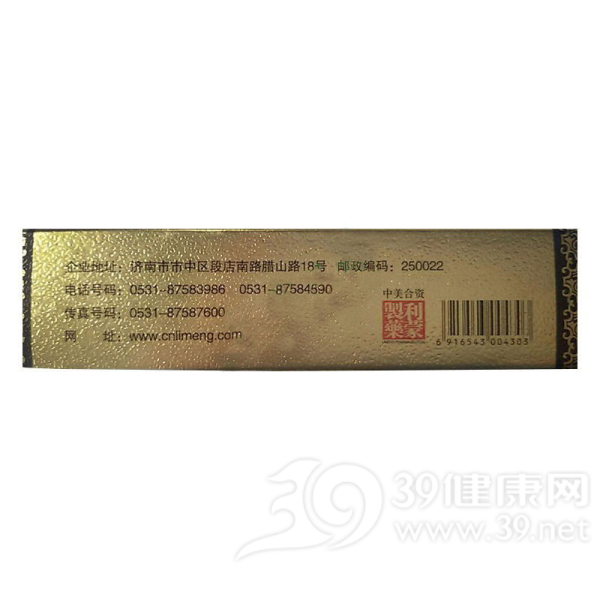 企业地址：济南市市中区段店南路腊山路18号 邮政编码：250022
电话号码：0531-87583986 0531-87584590
传真号码：0531-87587600
网 址：www.cnlimeng.com
中美合资
利蒙
製藥
6 916543 004303
39健康网
www.39.net